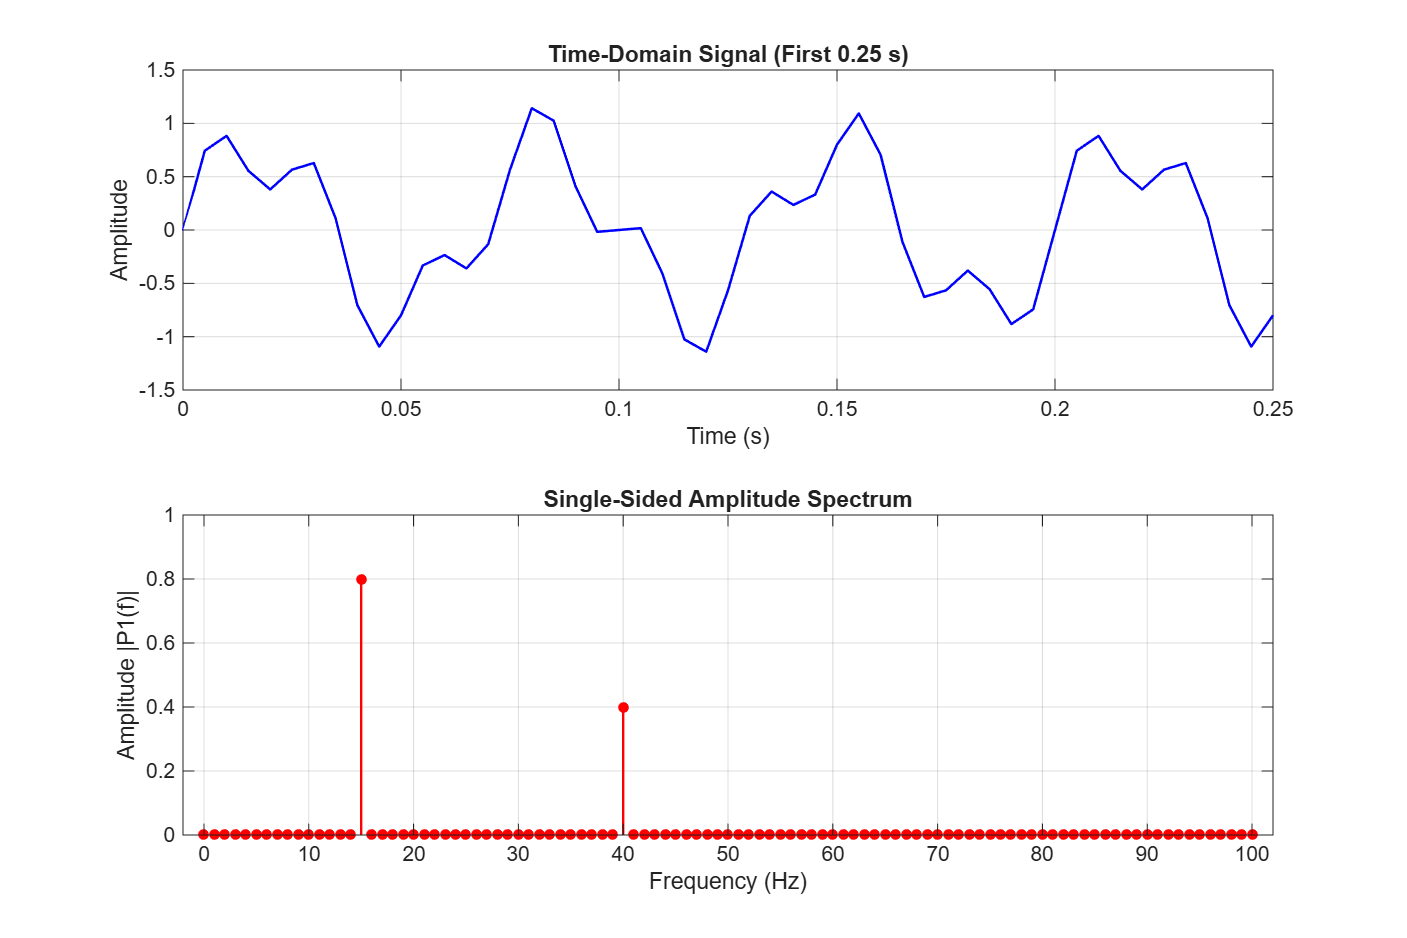 Time-Domain Signal (First 0.25 s)
1.5
1
0.5
0
-0.5
-1
-1.5
Amplitude
0 0.05 0.1 0.15 0.2 0.25
Time (s)
Single-Sided Amplitude Spectrum
1
0.8
0.6
0.4
0.2
0
Amplitude |P1(f)|
0 10 20 30 40 50 60 70 80 90 100
Frequency (Hz)